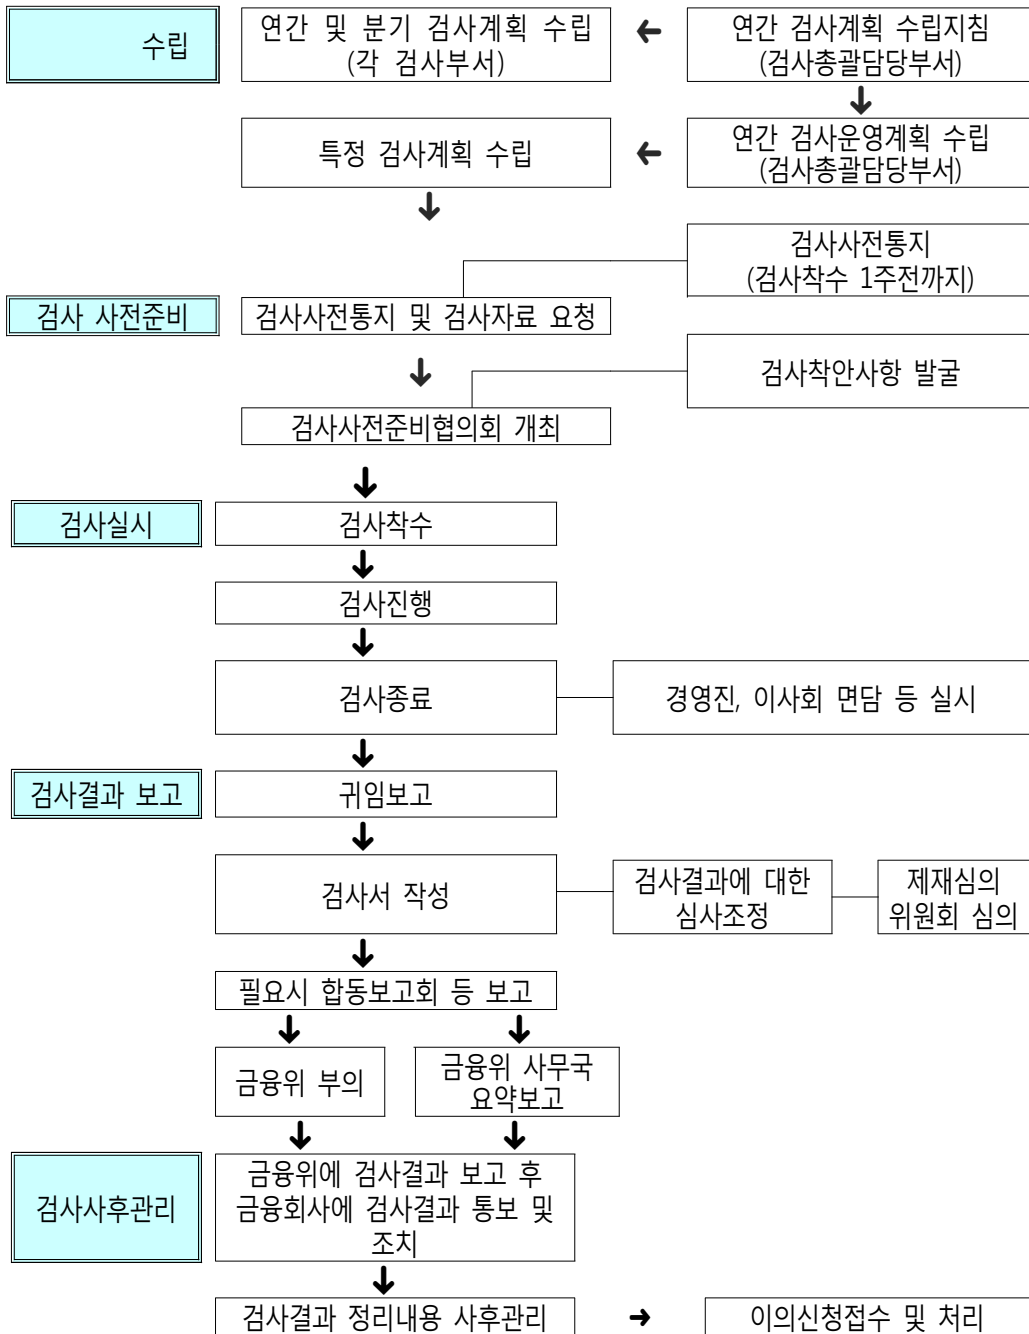 수립
연간 및 분기 검사계획 수립
(각 검사부서)
연간 검사계획 수립지침
(검사총괄담당부서)
특정 검사계획 수립
연간 검사운영계획 수립
(검사총괄담당부서)
검사사전통지
(검사착수 1주전까지)
검사 사전준비
검사사전통지 및 검사자료 요청
검사착안사항 발굴
검사사전준비협의회 개최
검사실시
검사착수
검사진행
검사종료
경영진, 이사회 면담 등 실시
검사결과 보고
귀임보고
검사서 작성
검사결과에 대한
심사조정
제재심의
위원회 심의
필요시 합동보고회 등 보고
금융위 부의
금융위 사무국
요약보고
검사사후관리
금융위에 검사결과 보고 후
금융회사에 검사결과 통보 및
조치
검사결과 정리내용 사후관리
이의신청접수 및 처리